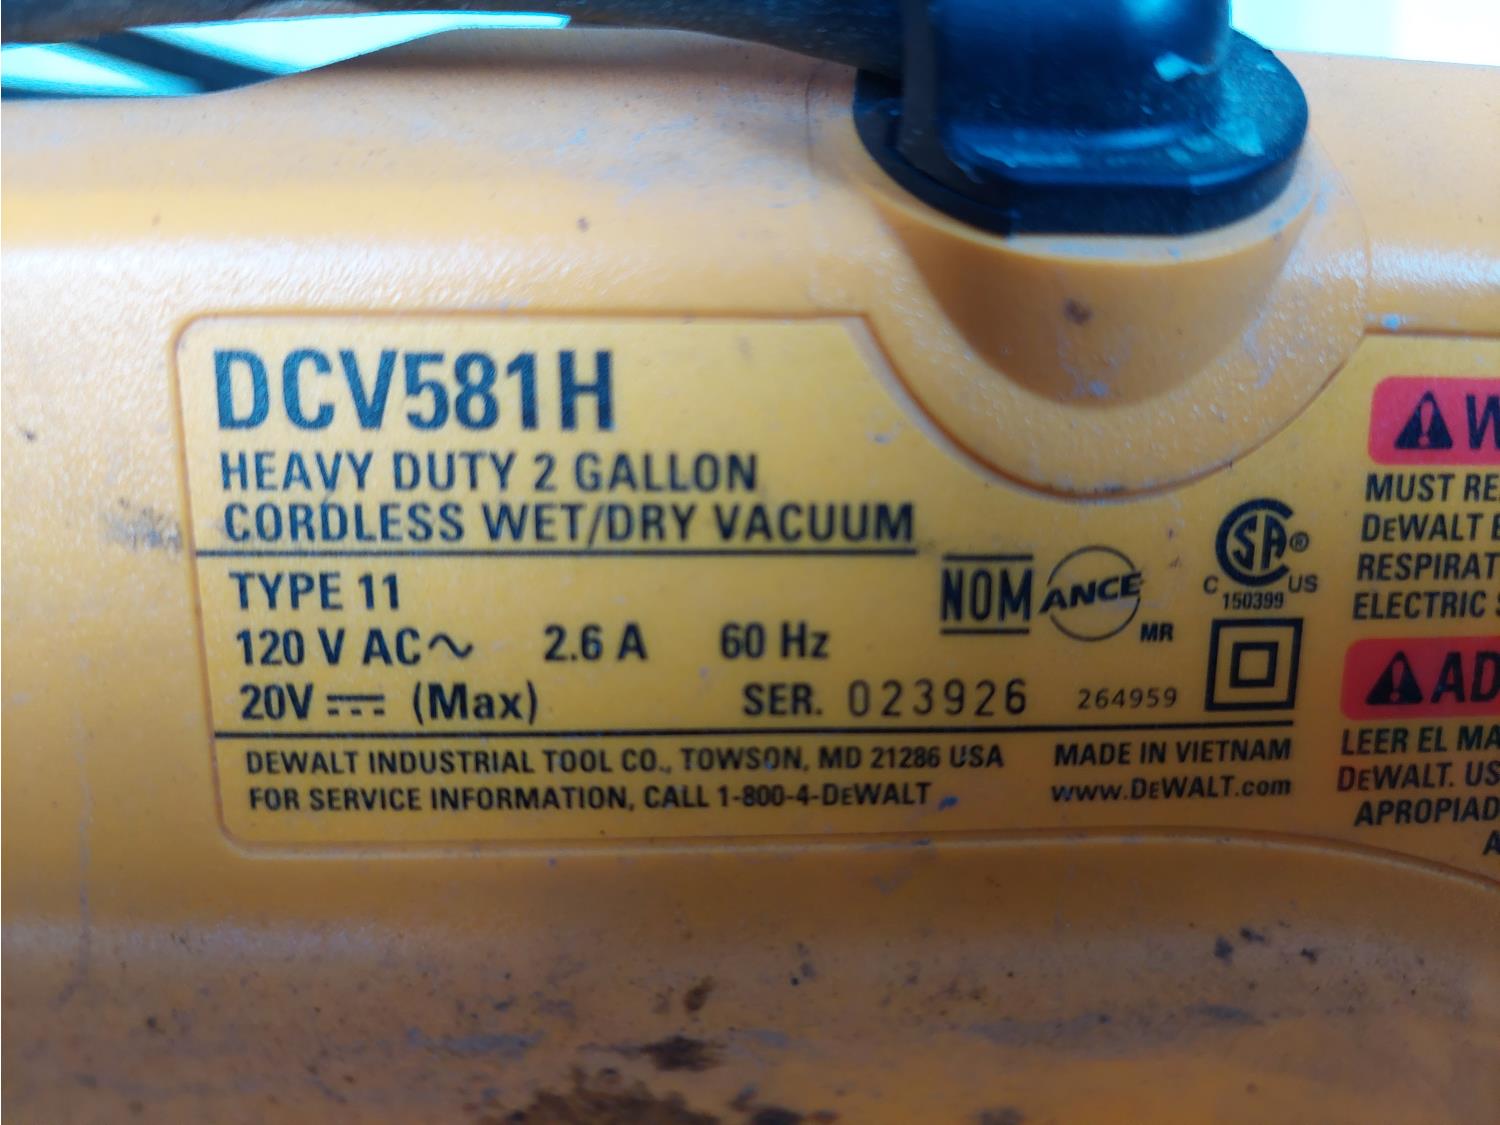 DCV581H
HEAVY DUTY 2 GALLON
CORDLESS WET/DRY VACUUM
TYPE 11
120 V AC~ 2.6 A 60 Hz
20V ⎓ (Max) SER. 023926 264959
NOM ANCE MR
CSA® C US
150399
DEWALT INDUSTRIAL TOOL CO., TOWSON, MD 21286 USA MADE IN VIETNAM
FOR SERVICE INFORMATION, CALL 1-800-4-DEWALT www.DEWALT.com
MUST
DEWALT
RESPIRAT
ELECTRIC
AD
LEER EL MA
DEWALT. US
APROPIAD